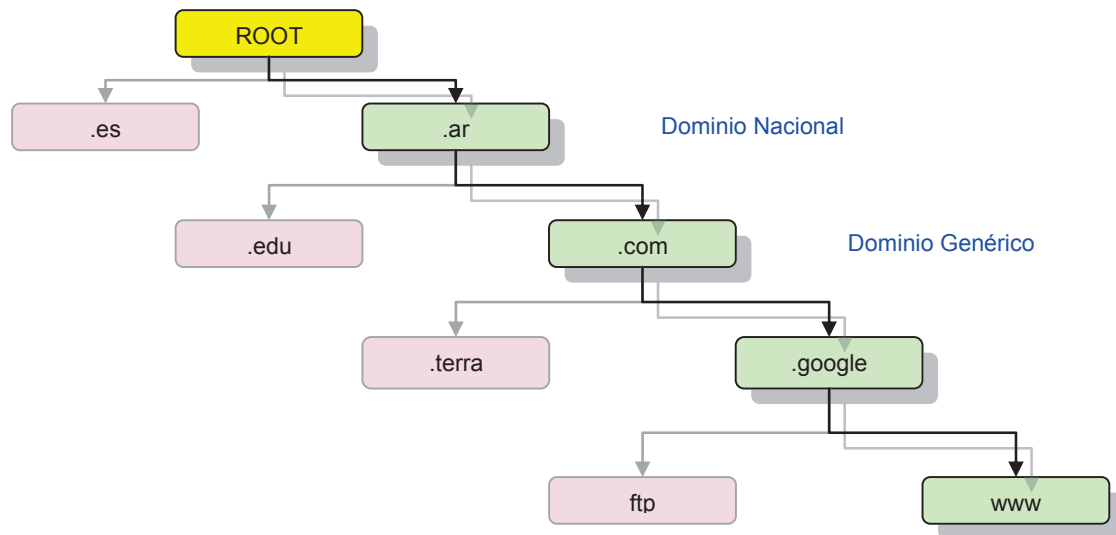 ROOT
.es
.ar
Dominio Nacional
.edu
.com
Dominio Genérico
.terra
.google
ftp
www